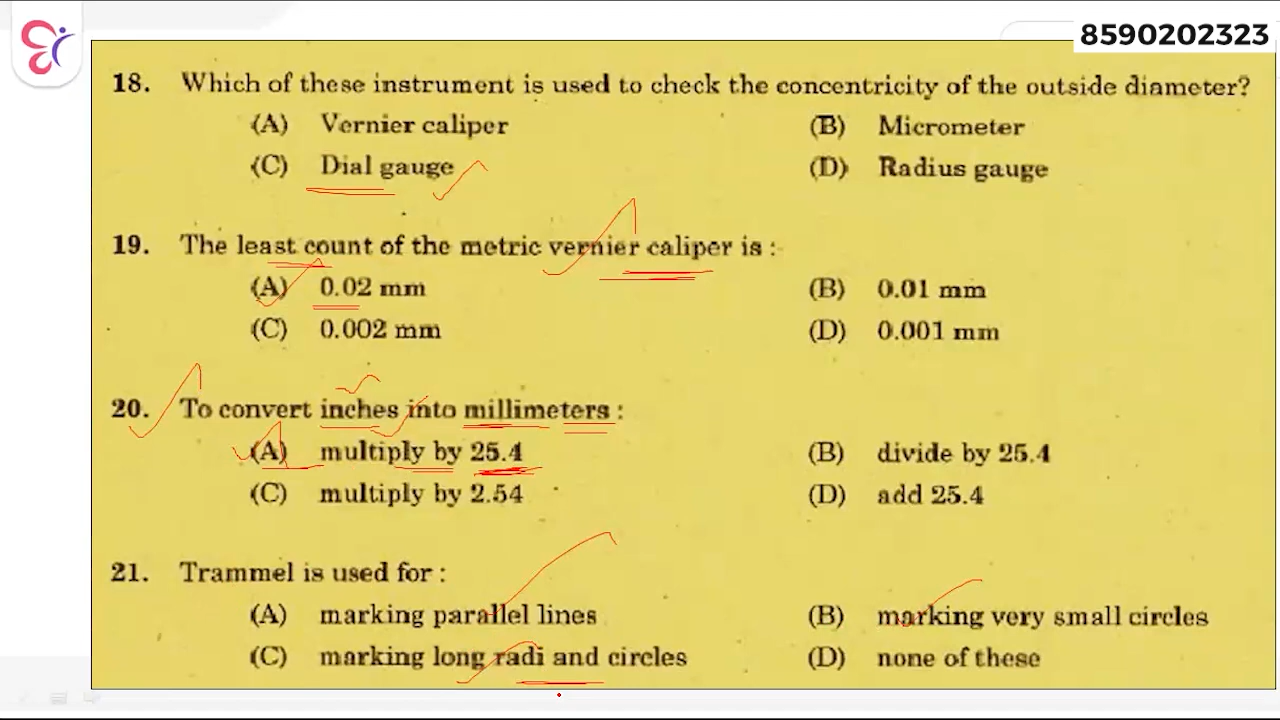 8590202323
18. Which of these instrument is used to check the concentricity of the outside diameter?
(A) Vernier caliper (B) Micrometer
(C) Dial gauge (D) Radius gauge
19. The least count of the metric vernier caliper is :
(A) 0.02 mm (B) 0.01 mm
(C) 0.002 mm (D) 0.001 mm
20. To convert inches into millimeters :
(A) multiply by 25.4 (B) divide by 25.4
(C) multiply by 2.54 (D) add 25.4
21. Trammel is used for :
(A) marking parallel lines (B) marking very small circles
(C) marking long radi and circles (D) none of these